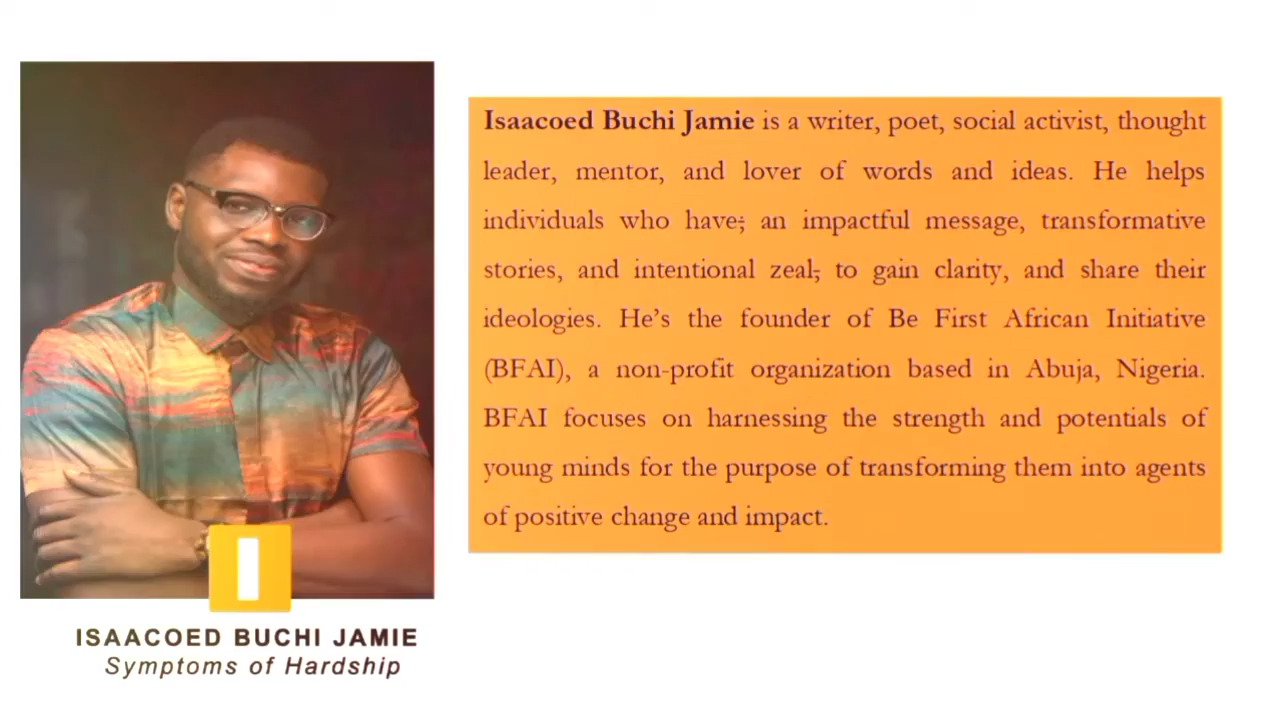 Isaacoed Buchi Jamie is a writer, poet, social activist, thought
leader, mentor, and lover of words and ideas. He helps
individuals who have; an impactful message, transformative
stories, and intentional zeal; to gain clarity, and share their
ideologies. He’s the founder of Be First African Initiative
(BFAI), a non-profit organization based in Abuja, Nigeria.
BFAI focuses on harnessing the strength and potentials of
young minds for the purpose of transforming them into agents
of positive change and impact.
I
ISAACOED BUCHI JAMIE
Symptoms of Hardship